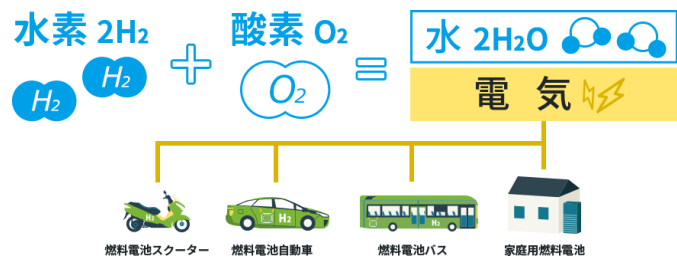 水素 2H₂ + 酸素 O₂ = 水 2H₂O
H₂ H₂ O₂
電 気
H₂ H₂ H₂
燃料電池スクーター 燃料電池自動車 燃料電池バス 家庭用燃料電池